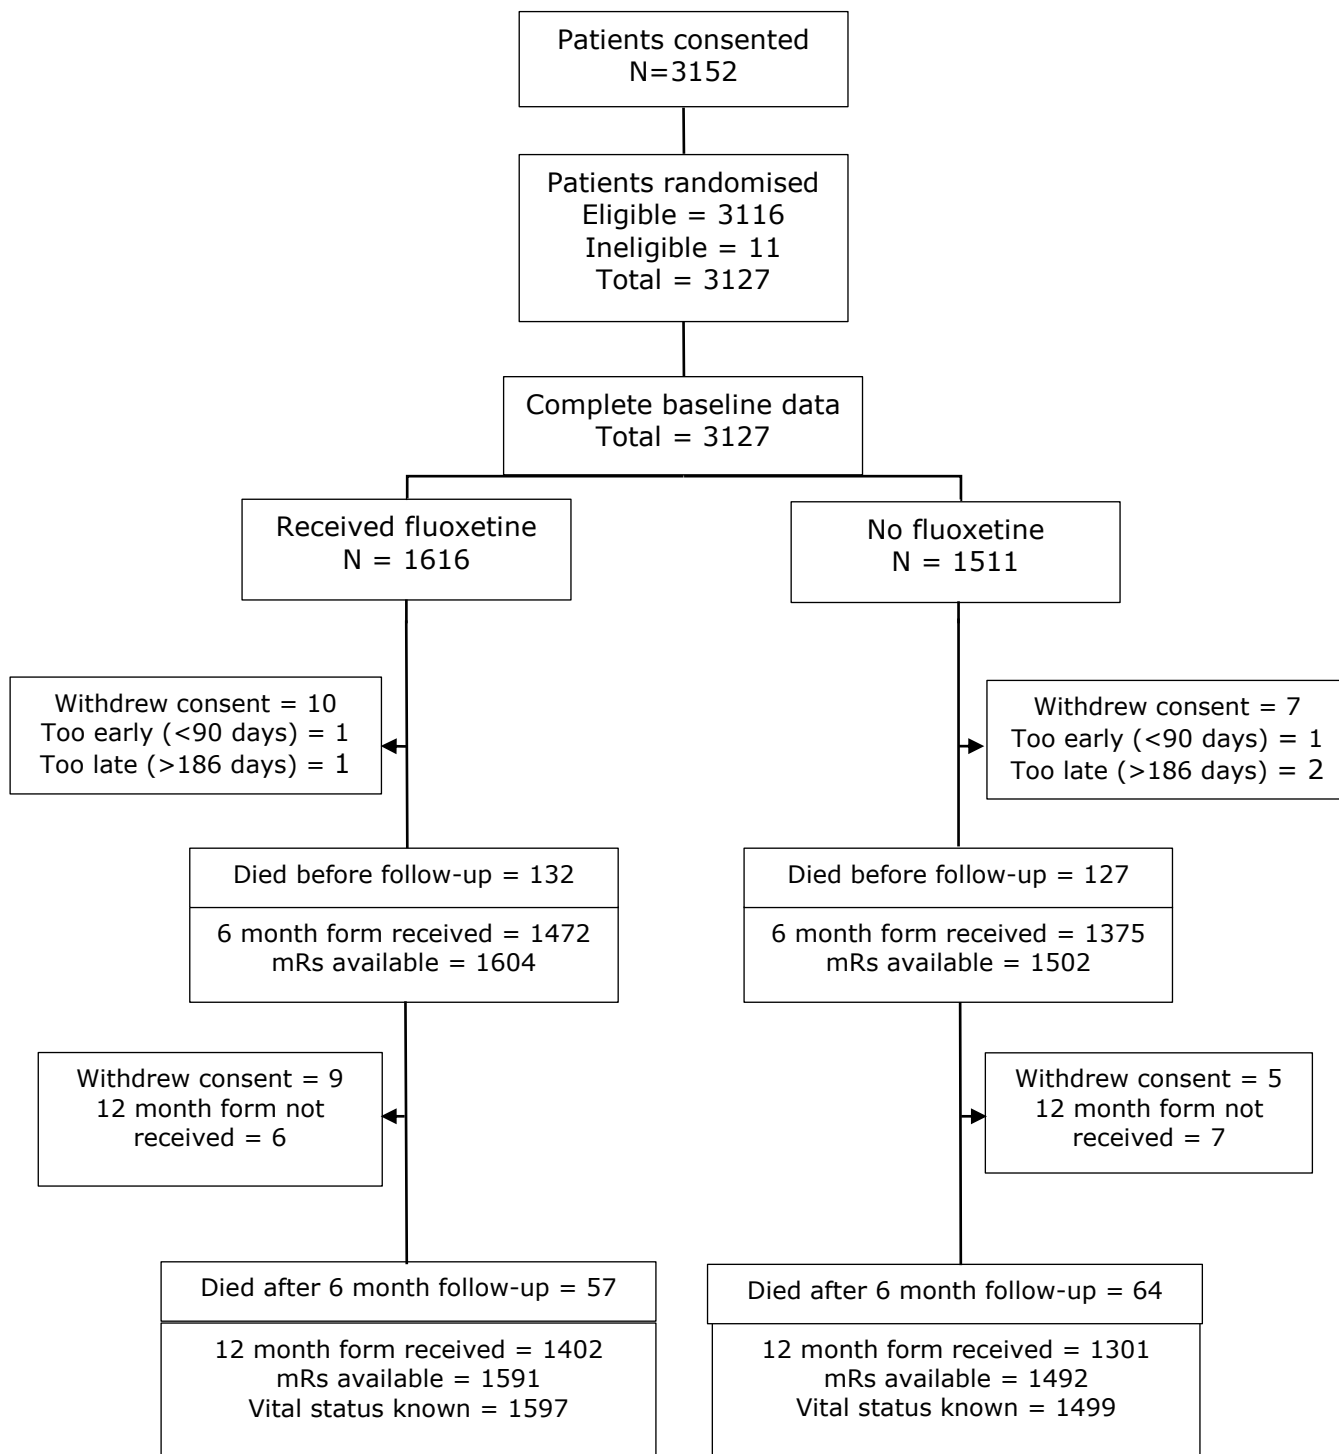 Patients consented
N=3152
Patients randomised
Eligible = 3116
Ineligible = 11
Total = 3127
Complete baseline data
Total = 3127
Received fluoxetine
N = 1616
No fluoxetine
N = 1511
Withdrew consent = 10
Too early (<90 days) = 1
Too late (>186 days) = 1
Withdrew consent = 7
Too early (<90 days) = 1
Too late (>186 days) = 2
Died before follow-up = 132
6 month form received = 1472
mRs available = 1604
Died before follow-up = 127
6 month form received = 1375
mRs available = 1502
Withdrew consent = 9
12 month form not
received = 6
Withdrew consent = 5
12 month form not
received = 7
Died after 6 month follow-up = 57
12 month form received = 1402
mRs available = 1591
Vital status known = 1597
Died after 6 month follow-up = 64
12 month form received = 1301
mRs available = 1492
Vital status known = 1499